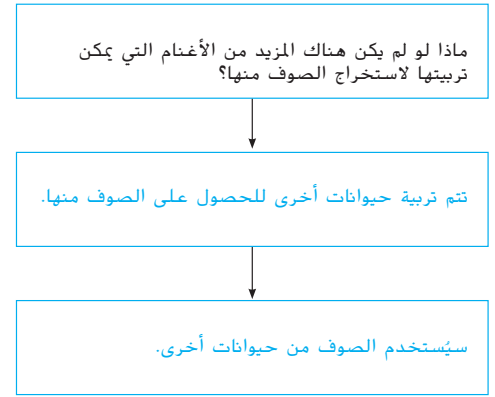 ماذا لو لم يكن هناك المزيد من الأغنام التي يمكن
تربيتها لاستخراج الصوف منها؟
تتم تربية حيوانات أخرى للحصول على الصوف منها.
سيُستخدم الصوف من حيوانات أخرى.